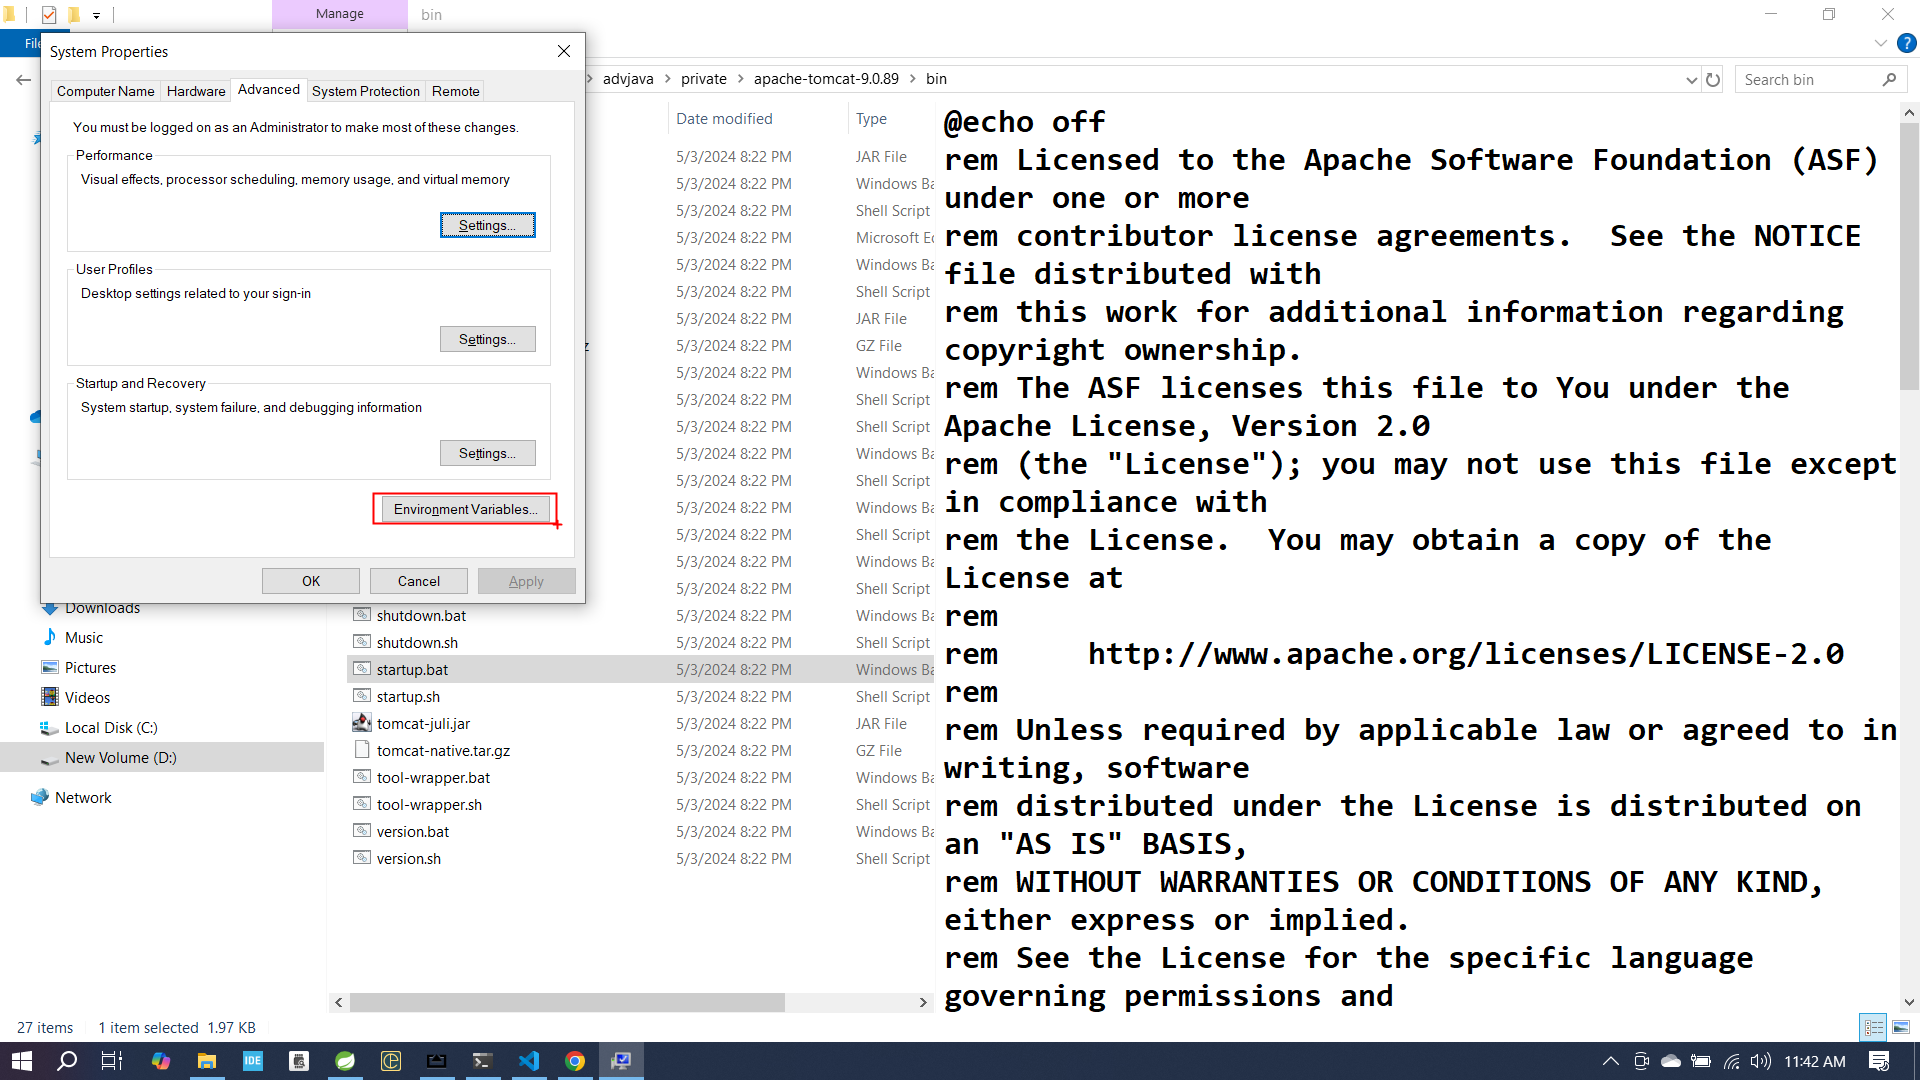 Manage
bin
File
System Properties
advjava
private
apache-tomcat-9.0.89
bin
Search bin
Computer Name
Hardware
Advanced
System Protection
Remote
You must be logged on as an Administrator to make most of these changes.
Performance
Visual effects, processor scheduling, memory usage, and virtual memory
Settings...
User Profiles
Desktop settings related to your sign-in
Settings...
Startup and Recovery
System startup, system failure, and debugging information
Settings...
Environment Variables...
OK
Cancel
Apply
Downloads
Music
Pictures
Videos
Local Disk (C:)
New Volume (D:)
Network
Date modified
Type
5/3/2024 8:22 PM JAR File
5/3/2024 8:22 PM Windows Ba
5/3/2024 8:22 PM Shell Script
5/3/2024 8:22 PM Microsoft Ed
5/3/2024 8:22 PM Windows Ba
5/3/2024 8:22 PM Shell Script
5/3/2024 8:22 PM JAR File
z 5/3/2024 8:22 PM GZ File
5/3/2024 8:22 PM Windows Ba
5/3/2024 8:22 PM Shell Script
5/3/2024 8:22 PM Shell Script
5/3/2024 8:22 PM Windows Ba
5/3/2024 8:22 PM Shell Script
5/3/2024 8:22 PM Windows Ba
5/3/2024 8:22 PM Shell Script
5/3/2024 8:22 PM Windows Ba
5/3/2024 8:22 PM Shell Script
shutdown.bat 5/3/2024 8:22 PM Windows Ba
shutdown.sh 5/3/2024 8:22 PM Shell Script
startup.bat 5/3/2024 8:22 PM Windows Ba
startup.sh 5/3/2024 8:22 PM Shell Script
tomcat-juli.jar 5/3/2024 8:22 PM JAR File
tomcat-native.tar.gz 5/3/2024 8:22 PM GZ File
tool-wrapper.bat 5/3/2024 8:22 PM Windows Ba
tool-wrapper.sh 5/3/2024 8:22 PM Shell Script
version.bat 5/3/2024 8:22 PM Windows Ba
version.sh 5/3/2024 8:22 PM Shell Script
@echo off
rem Licensed to the Apache Software Foundation (ASF)
under one or more
rem contributor license agreements.  See the NOTICE
file distributed with
rem this work for additional information regarding
copyright ownership.
rem The ASF licenses this file to You under the
Apache License, Version 2.0
rem (the "License"); you may not use this file except
in compliance with
rem the License.  You may obtain a copy of the
License at
rem
rem     http://www.apache.org/licenses/LICENSE-2.0
rem
rem Unless required by applicable law or agreed to in
writing, software
rem distributed under the License is distributed on
an "AS IS" BASIS,
rem WITHOUT WARRANTIES OR CONDITIONS OF ANY KIND,
either express or implied.
rem See the License for the specific language
governing permissions and
27 items
1 item selected 1.97 KB
IDE
11:42 AM